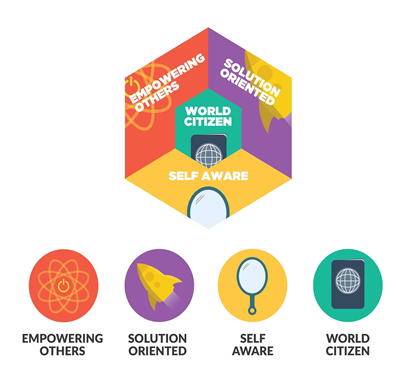 EMPOWERING
OTHERS
SOLUTION
ORIENTED
WORLD
CITIZEN
SELF AWARE
EMPOWERING
OTHERS
SOLUTION
ORIENTED
SELF
AWARE
WORLD
CITIZEN